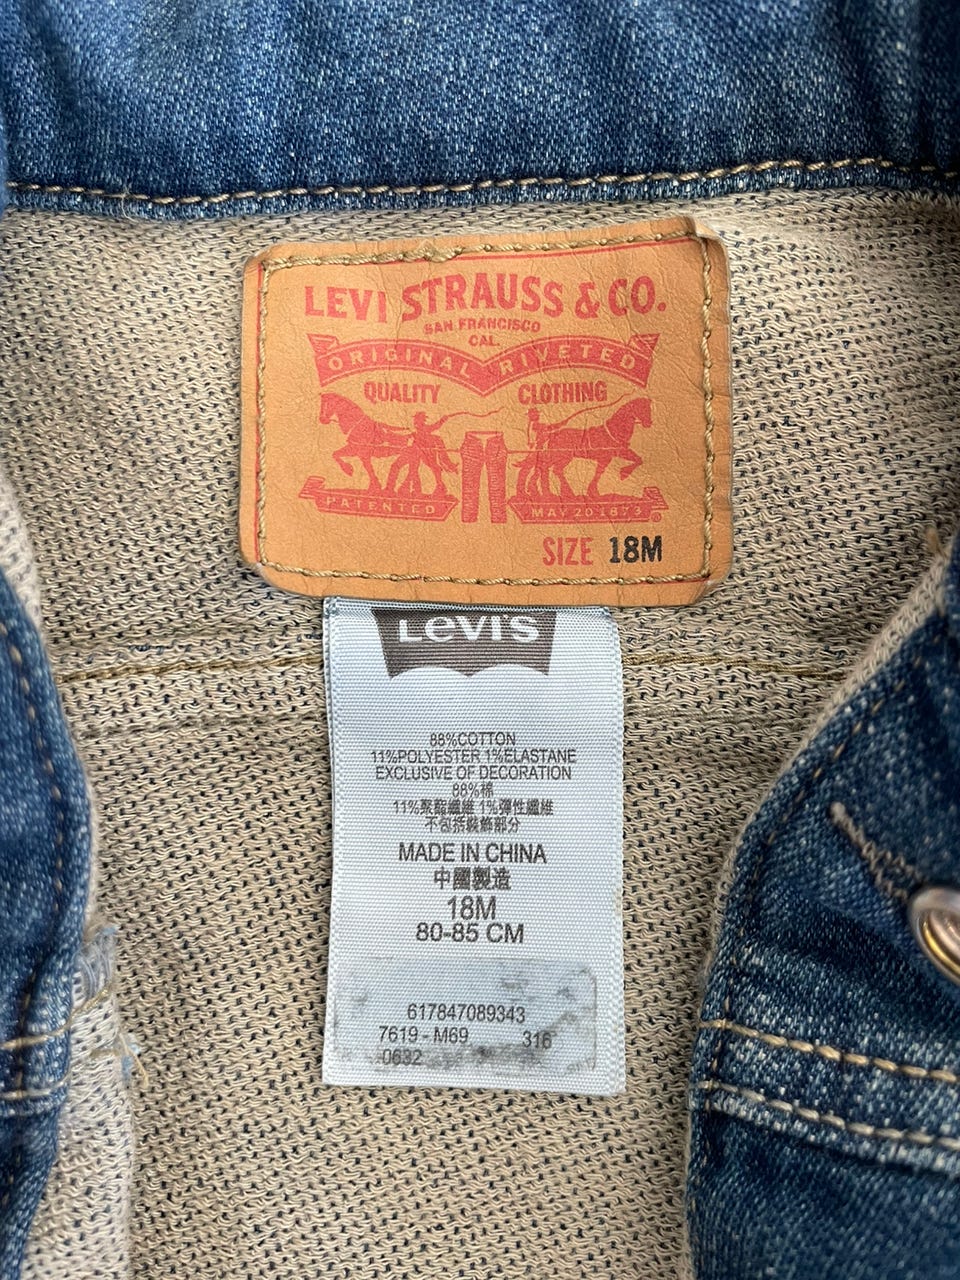 LEVI STRAUSS & CO.
SAN FRANCISCO
CAL.
ORIGINAL RIVETED
QUALITY CLOTHING
PATENTED MAY 20 1873 ®
SIZE 18M
LEVI'S
88%COTTON
11%POLYESTER 1%ELASTANE
EXCLUSIVE OF DECORATION
88%棉
11%聚酯纖維 1%彈性纖維
不包括裝飾部分
MADE IN CHINA
中國製造
18M
80-85 CM
617847089343
7619 - M69 316
0632